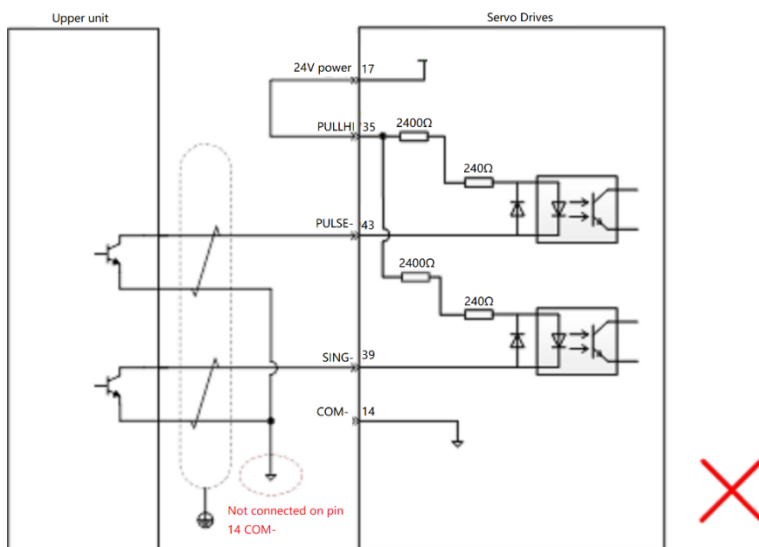 Upper unit
Servo Drives
24V power
17
PULLHI
35
2400Ω
240Ω
PULSE-
43
2400Ω
240Ω
SING-
39
COM-
14
Not connected on pin
14 COM-